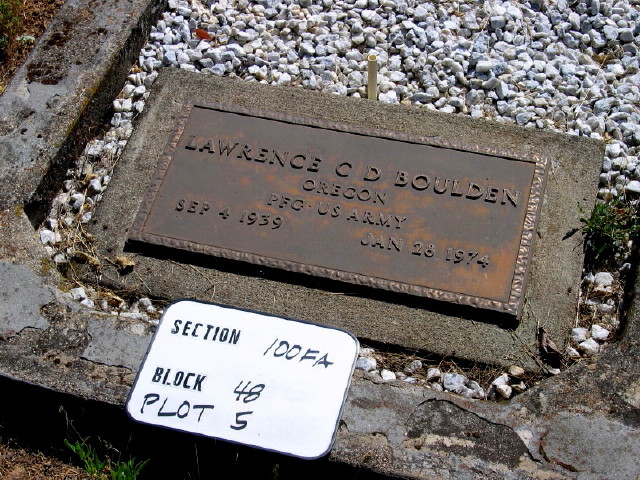 LAWRENCE C D BOULDEN
OREGON
PFC · US ARMY
SEP 4 1939 JAN 28 1974
SECTION 100FA
BLOCK 48
PLOT 5